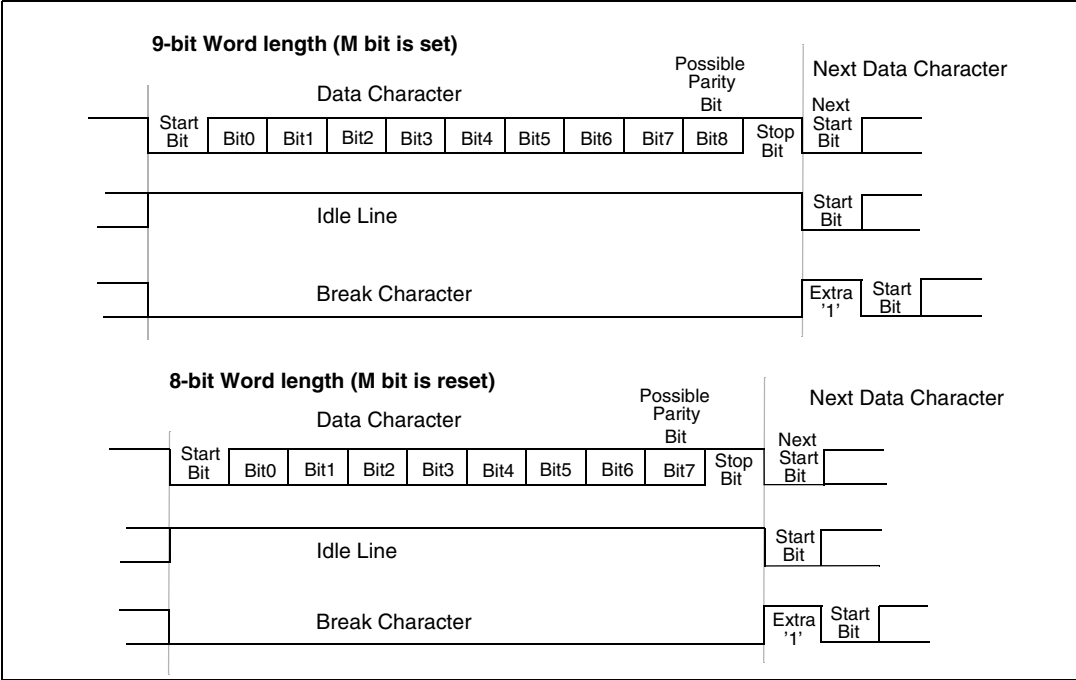 9-bit Word length (M bit is set)
Possible
Parity
Bit
Next Data Character
Data Character
Start
Bit
Bit0
Bit1
Bit2
Bit3
Bit4
Bit5
Bit6
Bit7
Bit8
Stop
Bit
Next
Start
Bit
Idle Line
Start
Bit
Break Character
Extra
'1'
Start
Bit
8-bit Word length (M bit is reset)
Possible
Parity
Bit
Next Data Character
Data Character
Start
Bit
Bit0
Bit1
Bit2
Bit3
Bit4
Bit5
Bit6
Bit7
Stop
Bit
Next
Start
Bit
Idle Line
Start
Bit
Break Character
Extra
'1'
Start
Bit